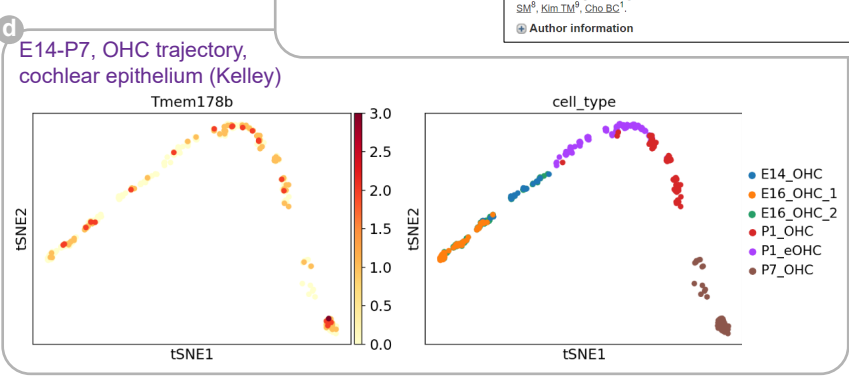 SM8, Kim TM9, Cho BC1.
Author information
d
E14-P7, OHC trajectory,
cochlear epithelium (Kelley)
Tmem178b
tSNE2
tSNE1
3.0
2.5
2.0
1.5
1.0
0.5
0.0
cell_type
tSNE2
tSNE1
E14_OHC
E16_OHC_1
E16_OHC_2
P1_OHC
P1_eOHC
P7_OHC